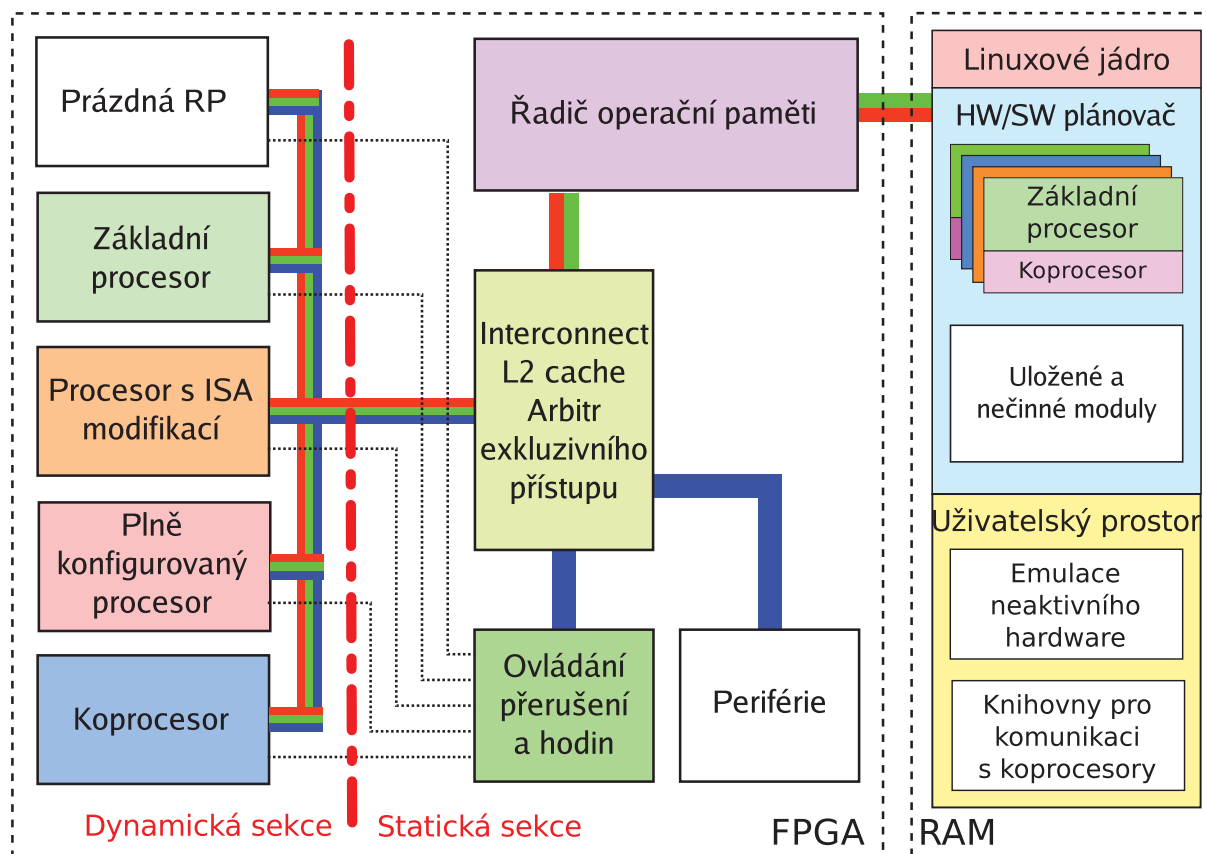 Prázdná RP
Základní
procesor
Procesor s ISA
modifikací
Plně
konfigurovaný
procesor
Koprocesor
Dynamická sekce
Statická sekce
Řadič operační paměti
Interconnect
L2 cache
Arbitr
exkluzivního
přístupu
Ovládání
přerušení
a hodin
Periférie
FPGA
Linuxové jádro
HW/SW plánovač
Základní
procesor
Koprocesor
Uložené a
nečinné moduly
Uživatelský prostor
Emulace
neaktivního
hardware
Knihovny pro
komunikaci
s koprocesory
RAM